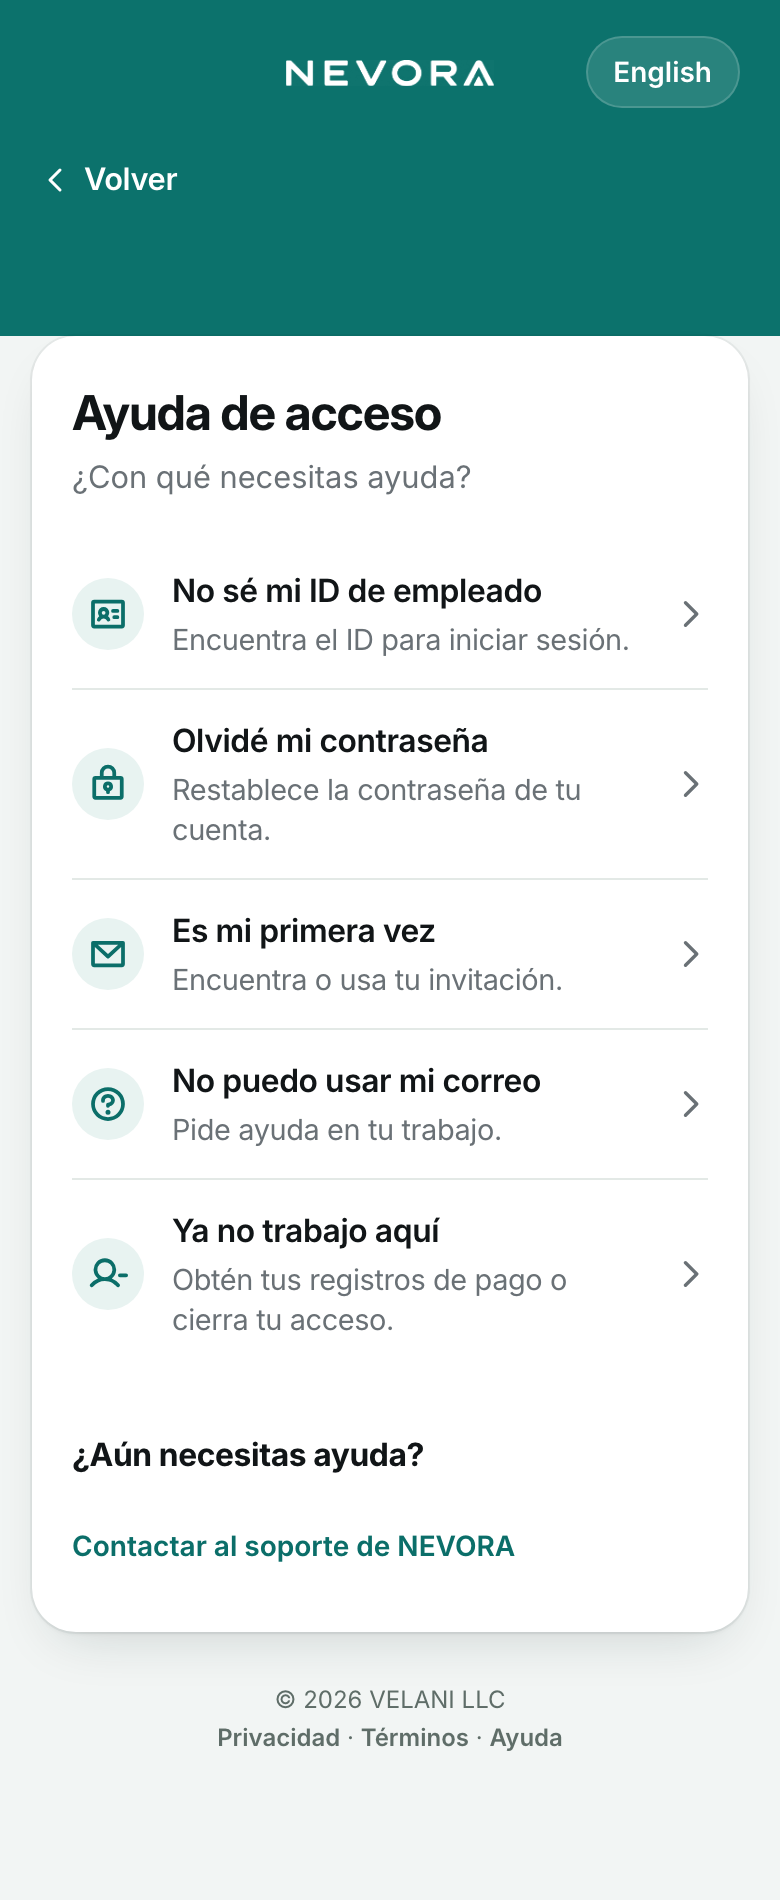 NEVORA
English
Volver
Ayuda de acceso
¿Con qué necesitas ayuda?
No sé mi ID de empleado
Encuentra el ID para iniciar sesión.
Olvidé mi contraseña
Restablece la contraseña de tu
cuenta.
Es mi primera vez
Encuentra o usa tu invitación.
No puedo usar mi correo
Pide ayuda en tu trabajo.
Ya no trabajo aquí
Obtén tus registros de pago o
cierra tu acceso.
¿Aún necesitas ayuda?
Contactar al soporte de NEVORA
© 2026 VELANI LLC
Privacidad · Términos · Ayuda